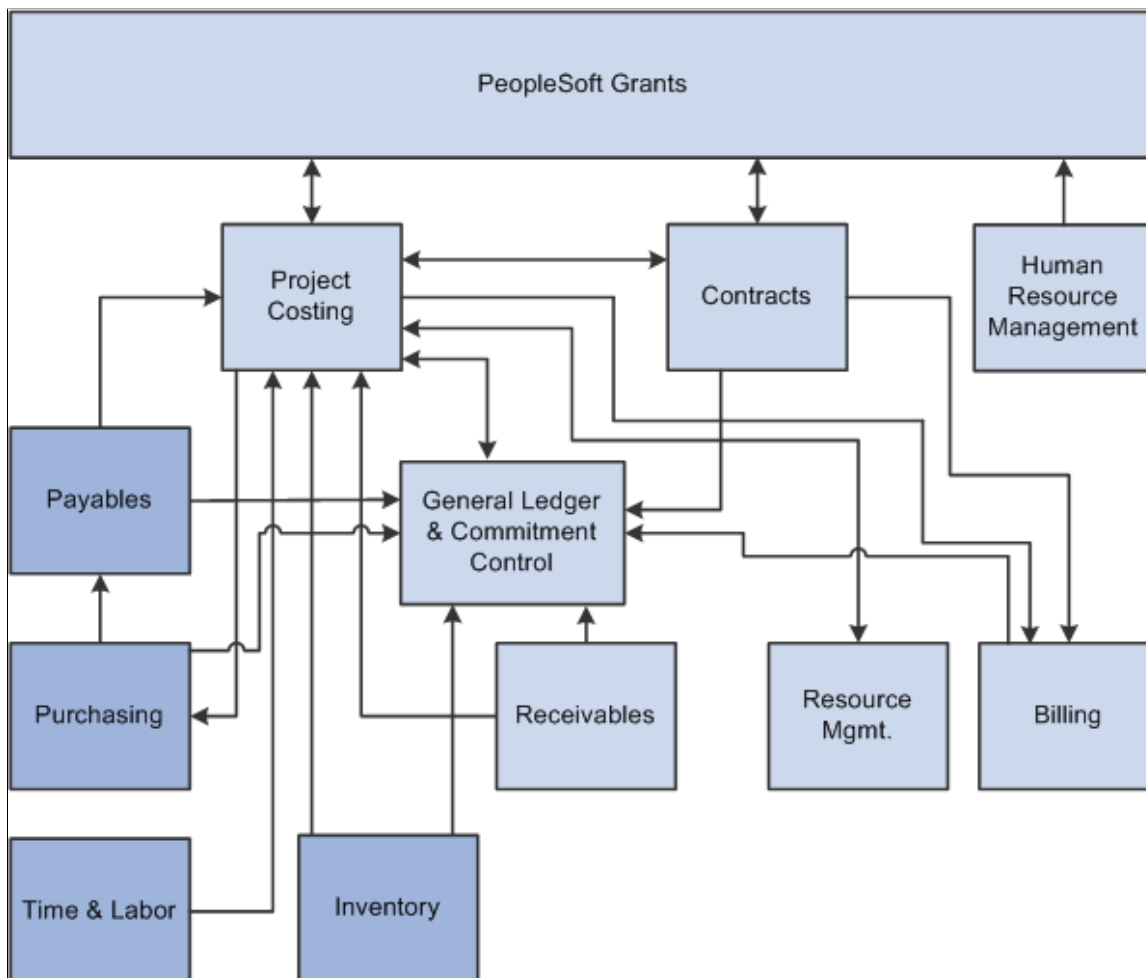 PeopleSoft Grants
Project
Costing
Contracts
Human
Resource
Management
Payables
General Ledger
& Commitment
Control
Purchasing
Receivables
Resource
Mgmt.
Billing
Time & Labor
Inventory